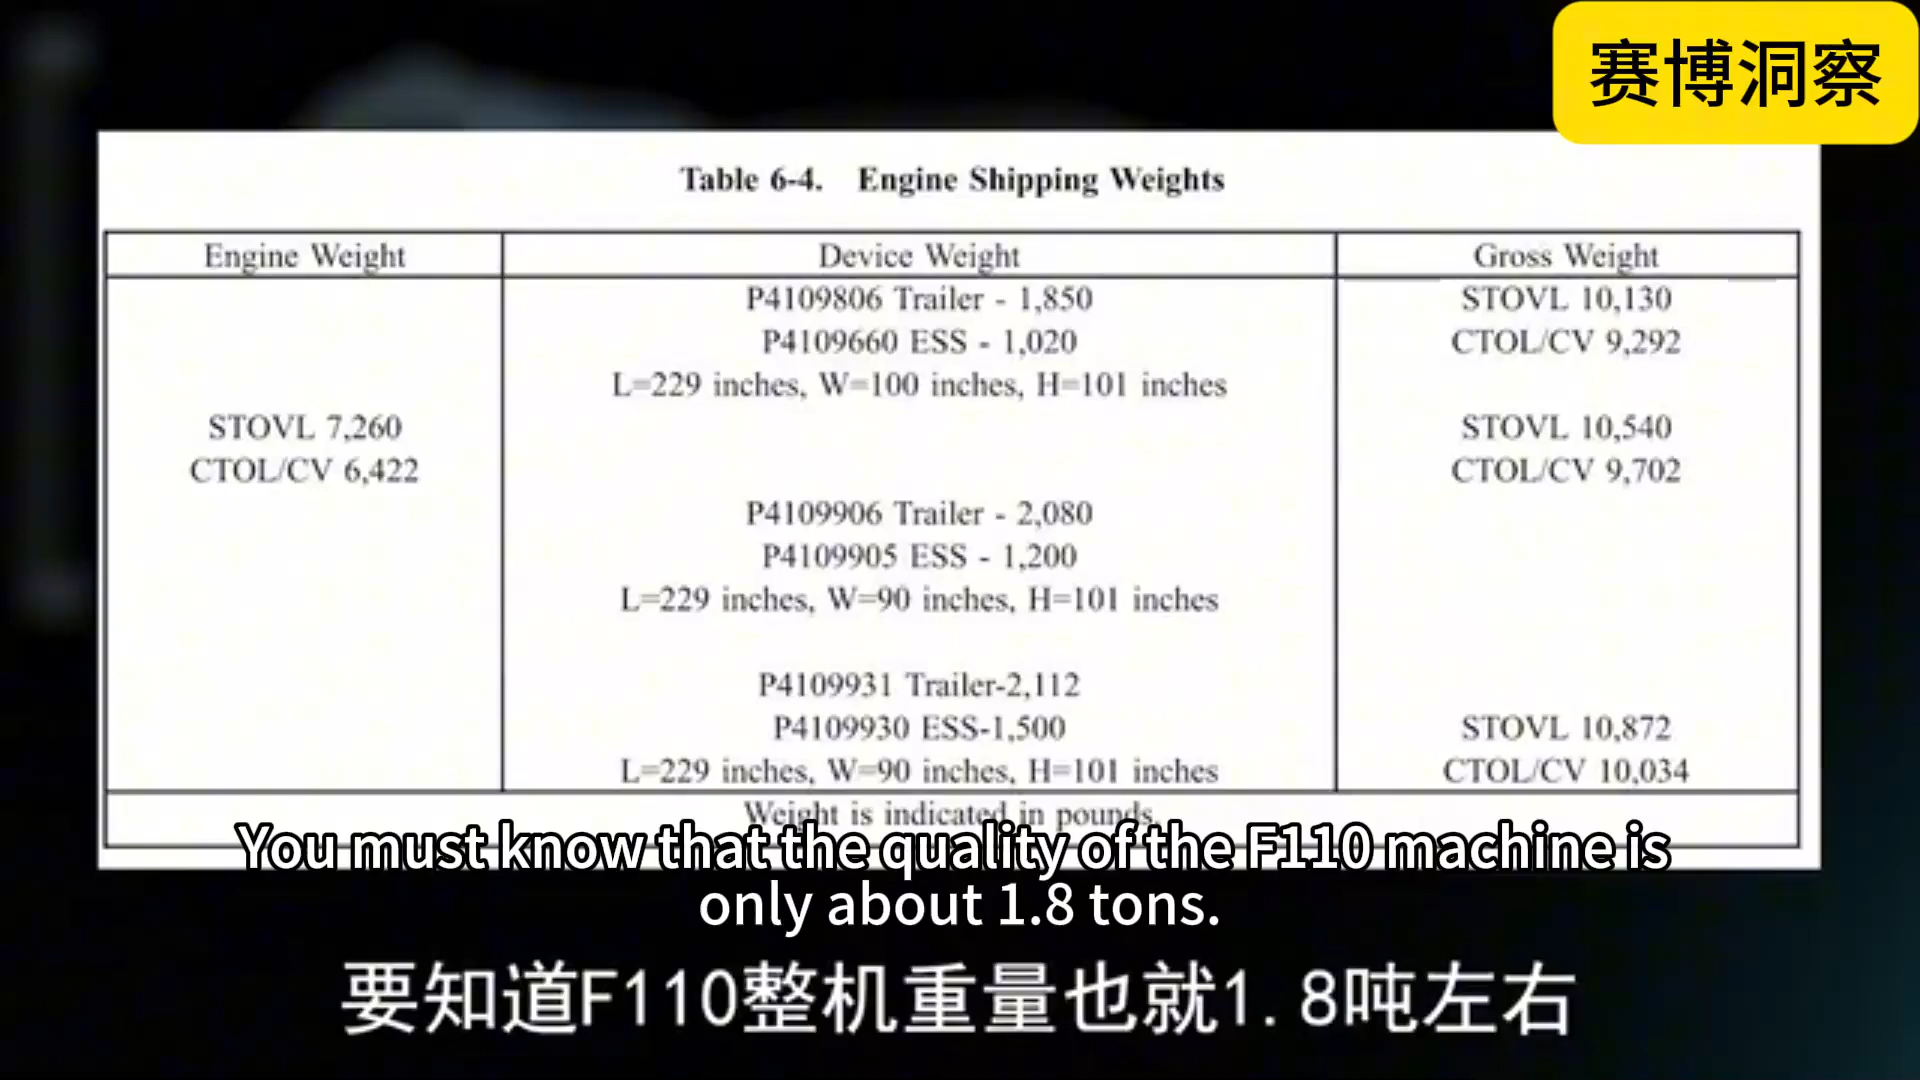 赛博洞察
Table 6-4. Engine Shipping Weights
Engine Weight Device Weight Gross Weight
P4109806 Trailer - 1,850 STOVL 10,130
P4109660 ESS - 1,020 CTOL/CV 9,292
L=229 inches, W=100 inches, H=101 inches
STOVL 7,260 STOVL 10,540
CTOL/CV 6,422 CTOL/CV 9,702
P4109906 Trailer - 2,080
P4109905 ESS - 1,200
L=229 inches, W=90 inches, H=101 inches
P4109931 Trailer-2,112
P4109930 ESS-1,500 STOVL 10,872
L=229 inches, W=90 inches, H=101 inches CTOL/CV 10,034
Weight is indicated in pounds.
You must know that the quality of the F110 machine is
only about 1.8 tons.
要知道F110整机重量也就1.8吨左右